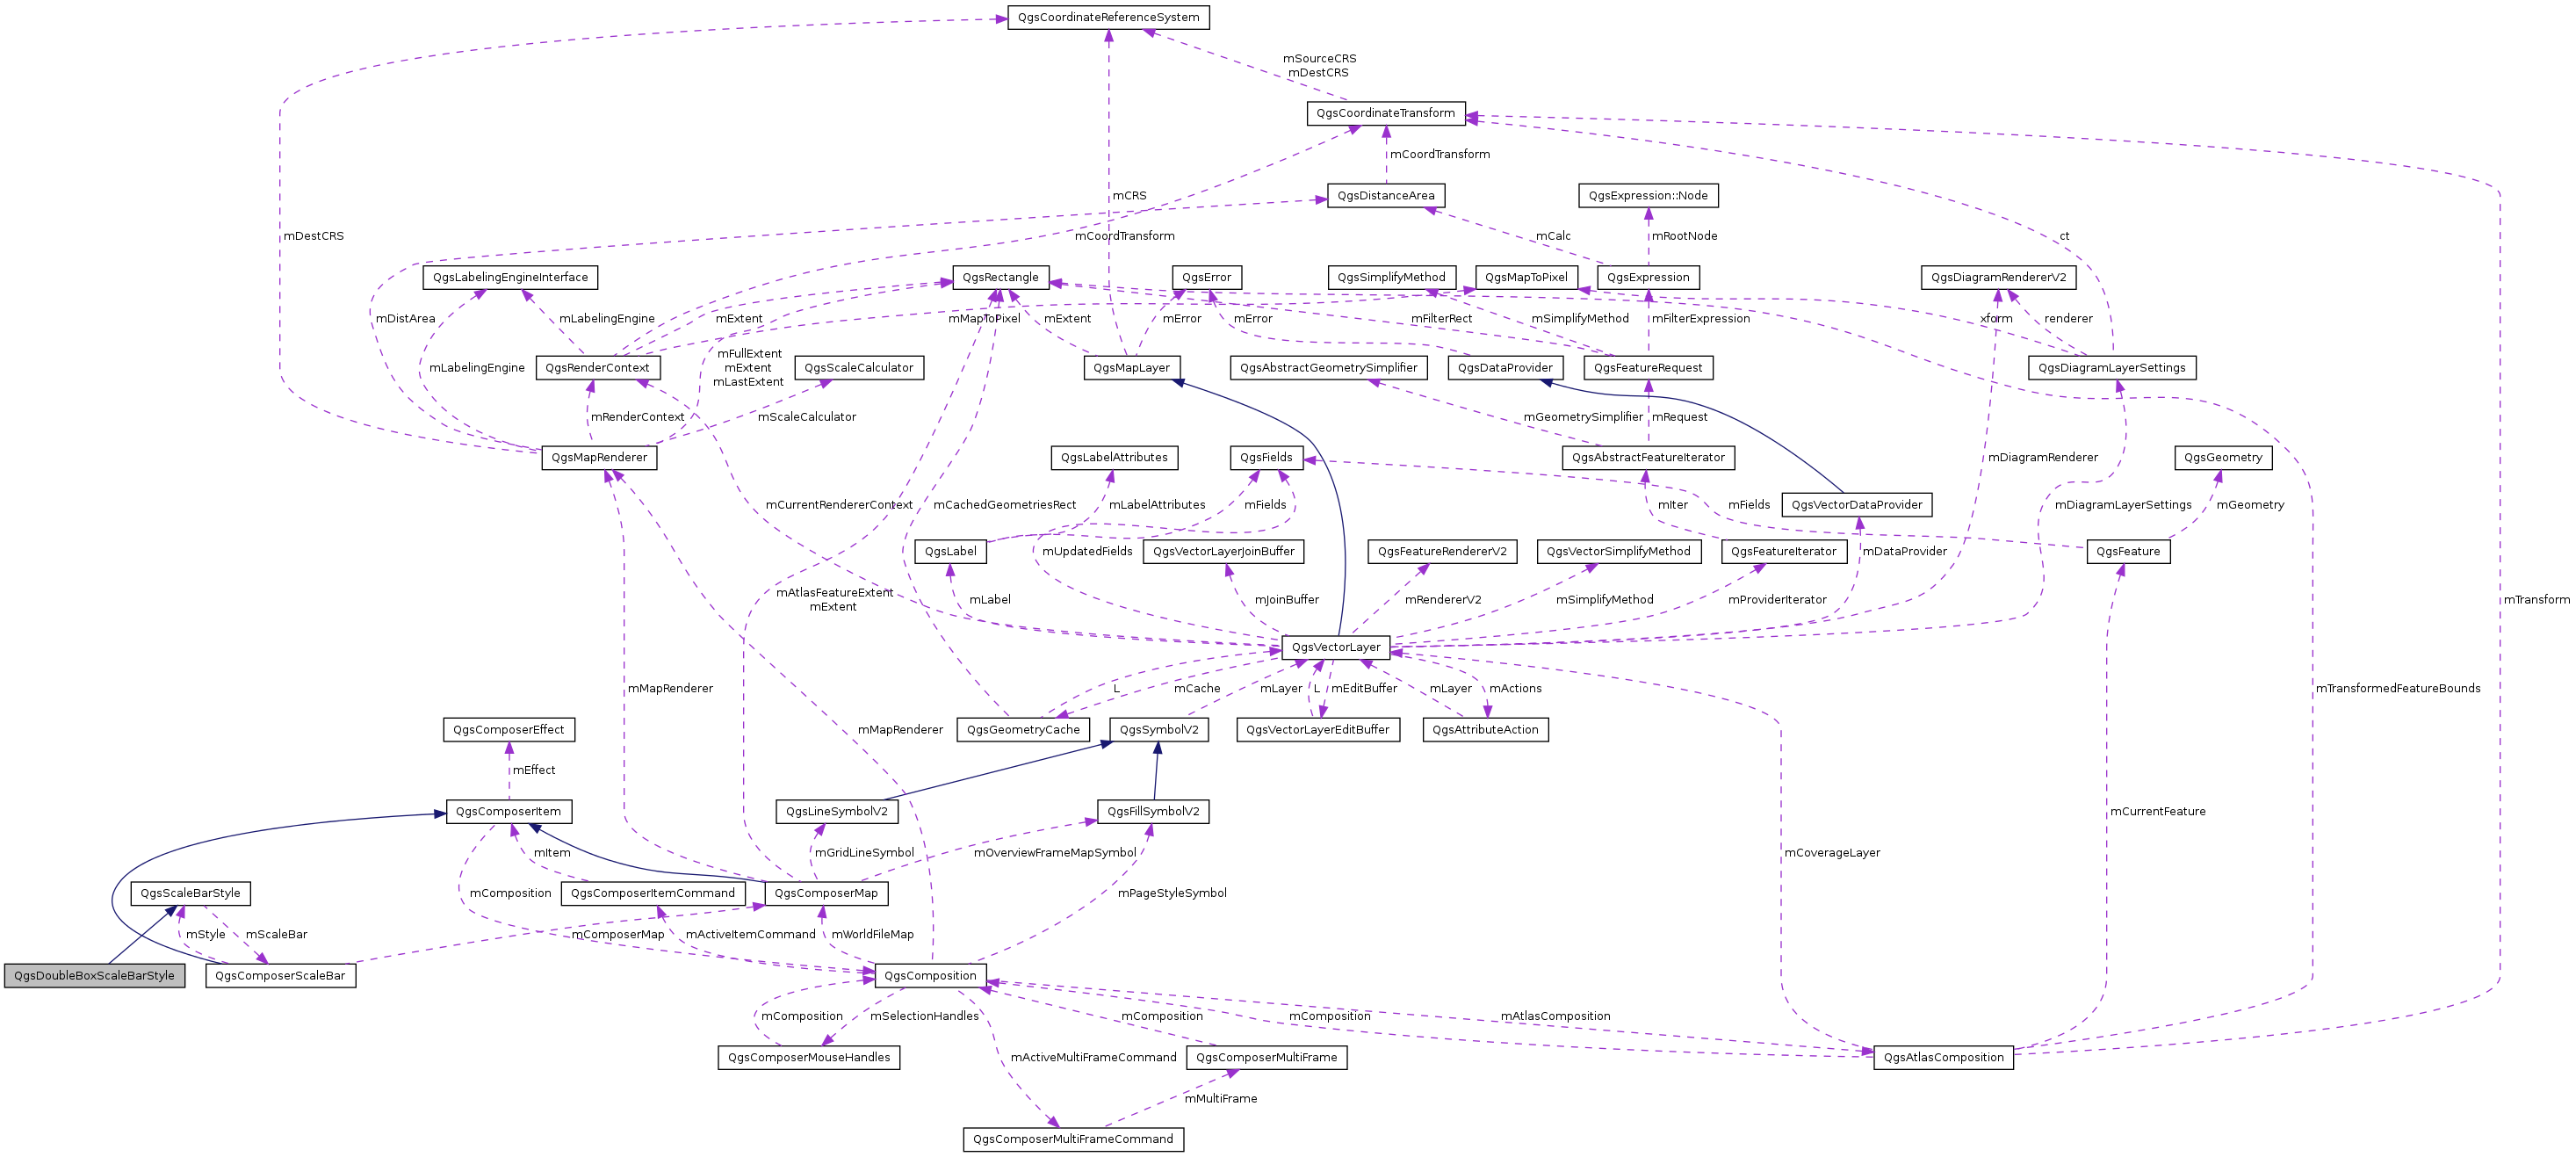 QgsCoordinateReferenceSystem
mSourceCRS
mDestCRS
QgsCoordinateTransform
mCoordTransform
QgsDistanceArea
QgsExpression::Node
mCRS
mDestCRS
mCoordTransform
mCalc
mRootNode
ct
QgsLabelingEngineInterface
QgsRectangle
QgsError
QgsSimplifyMethod
QgsMapToPixel
QgsExpression
QgsDiagramRendererV2
mDistArea
mLabelingEngine
mExtent
mMapToPixel
mExtent
mError
mError
mFilterRect
mSimplifyMethod
mFilterExpression
xform
renderer
mLabelingEngine
mFullExtent
mExtent
mLastExtent
QgsRenderContext
QgsScaleCalculator
QgsMapLayer
QgsAbstractGeometrySimplifier
QgsDataProvider
QgsFeatureRequest
QgsDiagramLayerSettings
mRenderContext
mScaleCalculator
mGeometrySimplifier
mRequest
QgsMapRenderer
QgsLabelAttributes
QgsFields
QgsAbstractFeatureIterator
mDiagramRenderer
QgsGeometry
mCurrentRendererContext
mCachedGeometriesRect
mLabelAttributes
mFields
mIter
mFields
QgsVectorDataProvider
mDiagramLayerSettings
mGeometry
QgsLabel
mUpdatedFields
QgsVectorLayerJoinBuffer
QgsFeatureRendererV2
QgsVectorSimplifyMethod
QgsFeatureIterator
mDataProvider
QgsFeature
mAtlasFeatureExtent
mExtent
mLabel
mJoinBuffer
mRendererV2
mSimplifyMethod
mProviderIterator
mTransform
QgsVectorLayer
mMapRenderer
L
mCache
mLayer
L
mEditBuffer
mLayer
mActions
mTransformedFeatureBounds
QgsComposerEffect
mMapRenderer
QgsGeometryCache
QgsSymbolV2
QgsVectorLayerEditBuffer
QgsAttributeAction
mEffect
QgsComposerItem
QgsLineSymbolV2
QgsFillSymbolV2
mCurrentFeature
mItem
mGridLineSymbol
mOverviewFrameMapSymbol
mCoverageLayer
QgsScaleBarStyle
mComposition
QgsComposerItemCommand
QgsComposerMap
mPageStyleSymbol
mStyle
mScaleBar
mComposerMap
mActiveItemCommand
mWorldFileMap
QgsDoubleBoxScaleBarStyle
QgsComposerScaleBar
QgsComposition
mComposition
mSelectionHandles
mComposition
mComposition
mAtlasComposition
QgsComposerMouseHandles
mActiveMultiFrameCommand
QgsComposerMultiFrame
QgsAtlasComposition
mMultiFrame
QgsComposerMultiFrameCommand